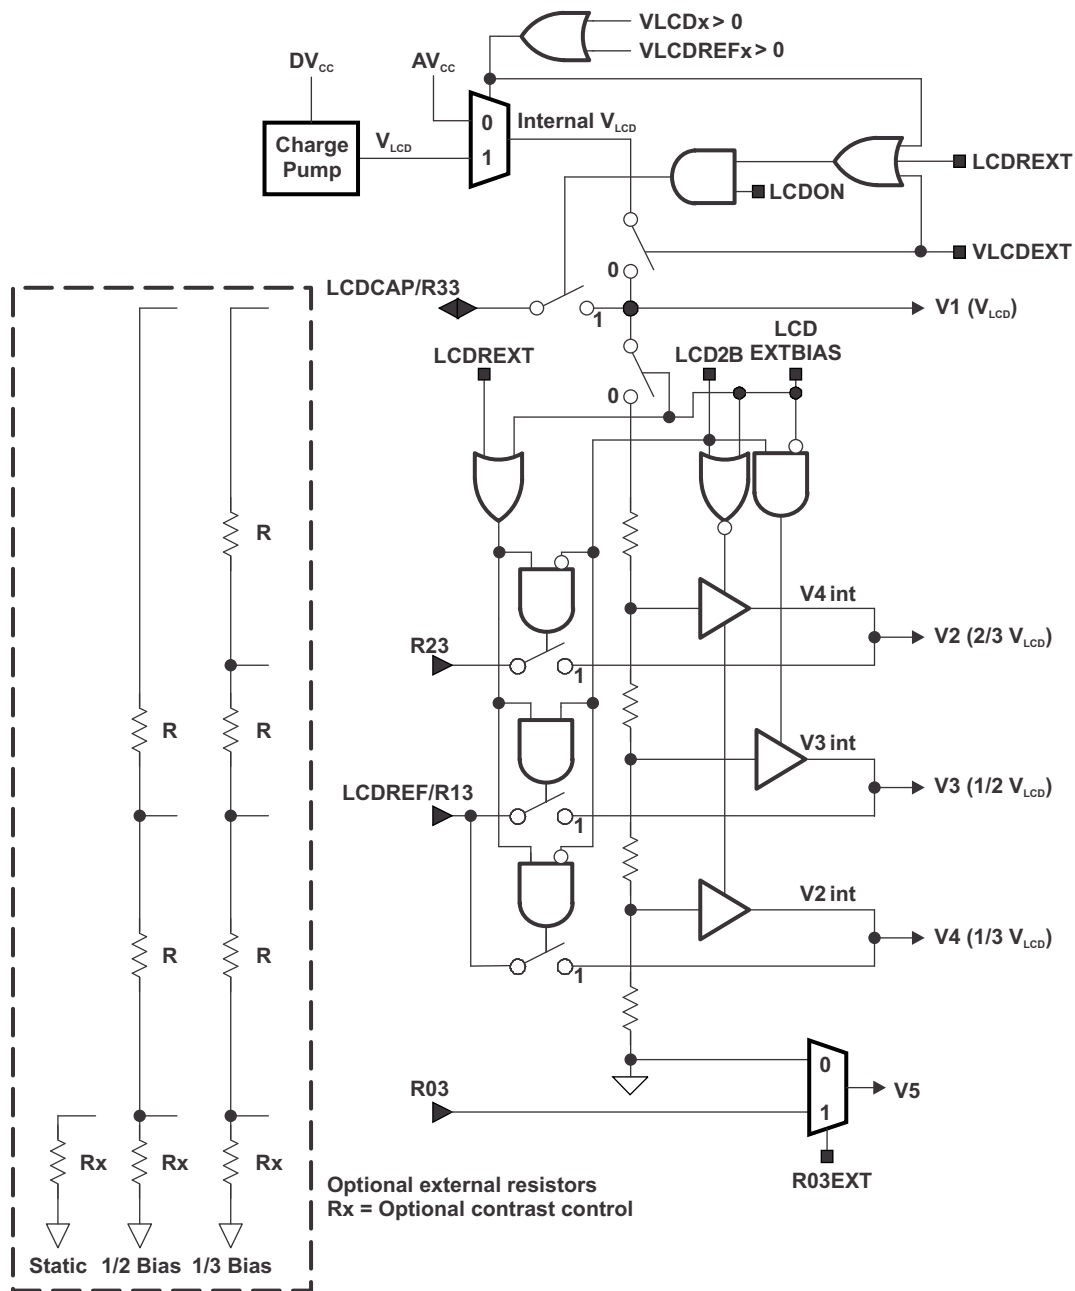 VLCDx > 0
VLCDREFx > 0
DVCC
AVCC
Charge
Pump
VLCD
0
1
Internal VLCD
LCDREXT
LCDON
VLCDEXT
0
LCDCAP/R33
1
V1 (VLCD)
LCDREXT
LCD2B
LCD
EXTBIAS
0
R
V4 int
R23
1
V2 (2/3 VLCD)
R
R
V3 int
LCDREF/R13
1
V3 (1/2 VLCD)
V2 int
R
R
1
V4 (1/3 VLCD)
0
R03
1
V5
R03EXT
Rx
Rx
Rx
Optional external resistors
Rx = Optional contrast control
Static
1/2 Bias
1/3 Bias